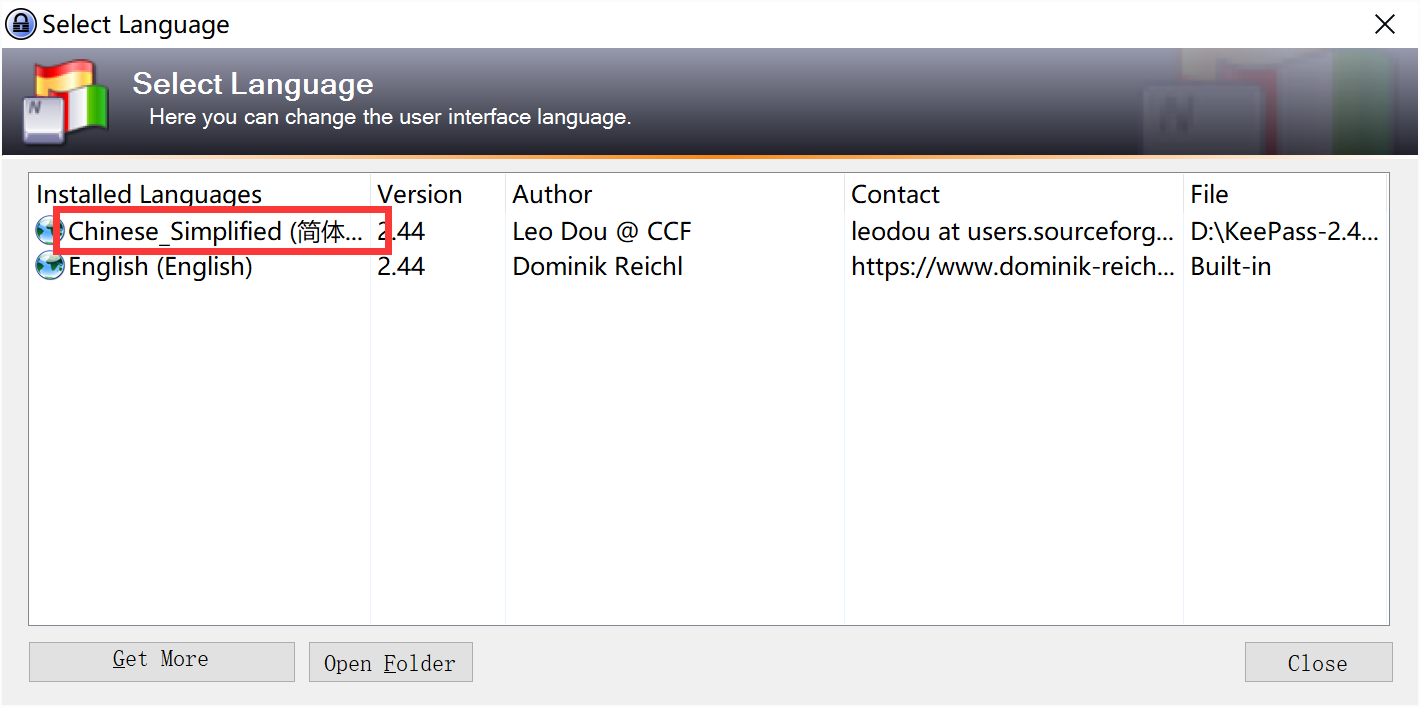 Select Language
Select Language
Here you can change the user interface language.
Installed Languages Version Author Contact File
Chinese_Simplified (简体... 2.44 Leo Dou @ CCF leodou at users.sourceforg... D:\KeePass-2.4...
English (English) 2.44 Dominik Reichl https://www.dominik-reich... Built-in
Get More Open Folder Close